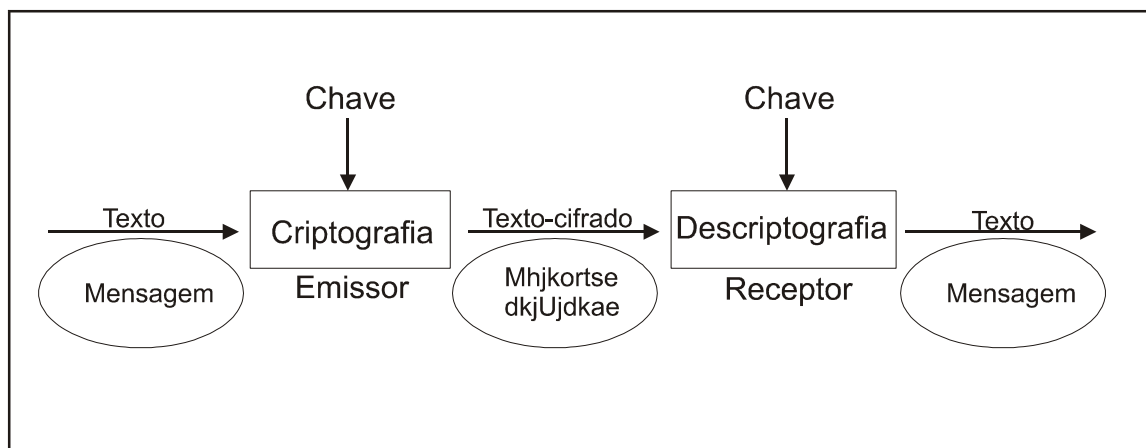 Chave
Chave
Texto
Criptografia
Texto-cifrado
Descriptografia
Texto
Mensagem
Emissor
Mhjkortse
dkjUjdkae
Receptor
Mensagem